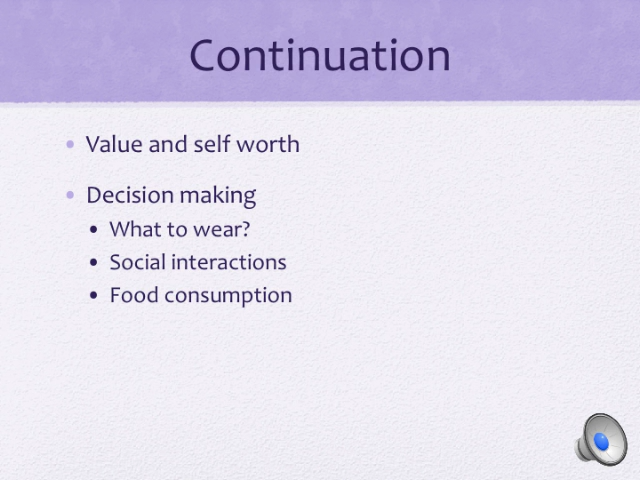 Continuation
• Value and self worth
• Decision making
• What to wear?
• Social interactions
• Food consumption